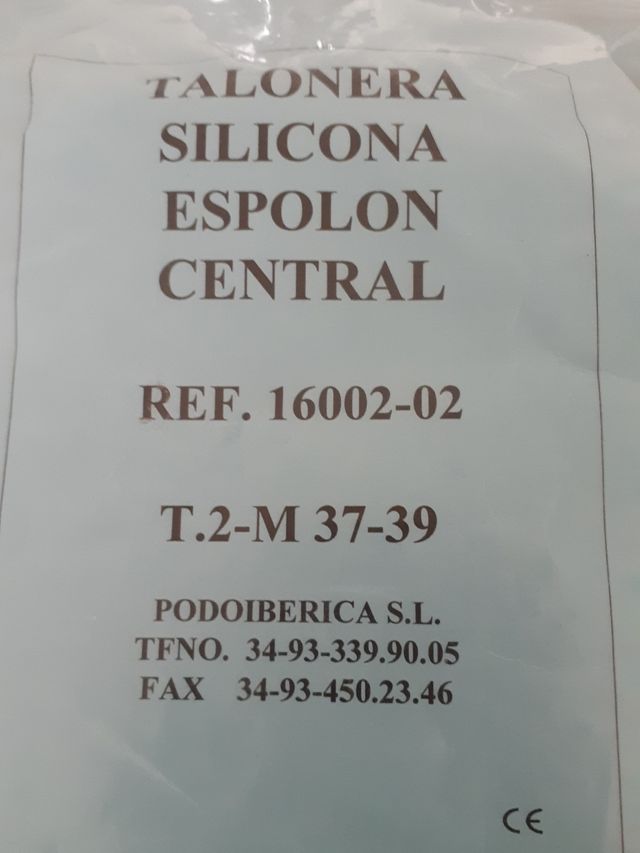 TALONERA
SILICONA
ESPOLON
CENTRAL
REF. 16002-02
T.2-M 37-39
PODOIBERICA S.L.
TFNO. 34-93-339.90.05
FAX 34-93-450.23.46
CE